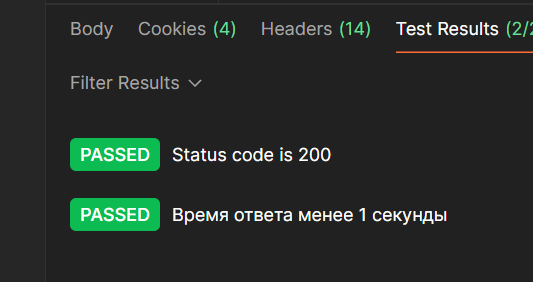 Body Cookies (4) Headers (14) Test Results (2/2
Filter Results
PASSED Status code is 200
PASSED Время ответа менее 1 секунды